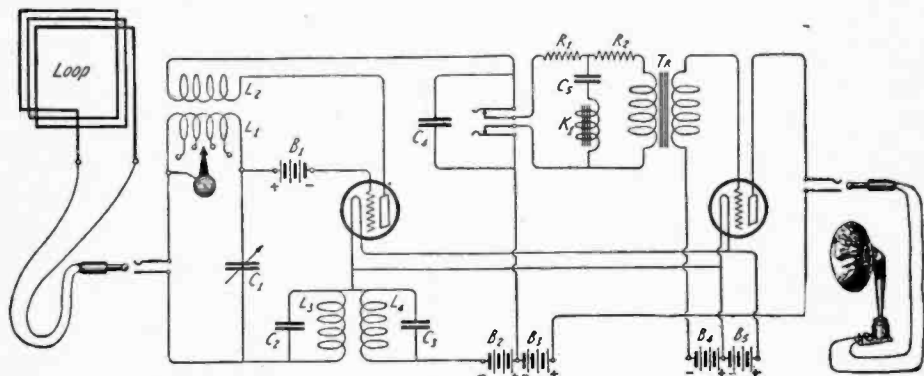 Loop
L2
L1
B1
+ -
C1
C2
L3
L4
C3
C4
R1
R2
C5
K1
TR
B2
B3
- + - +
B4
B5
- + - +